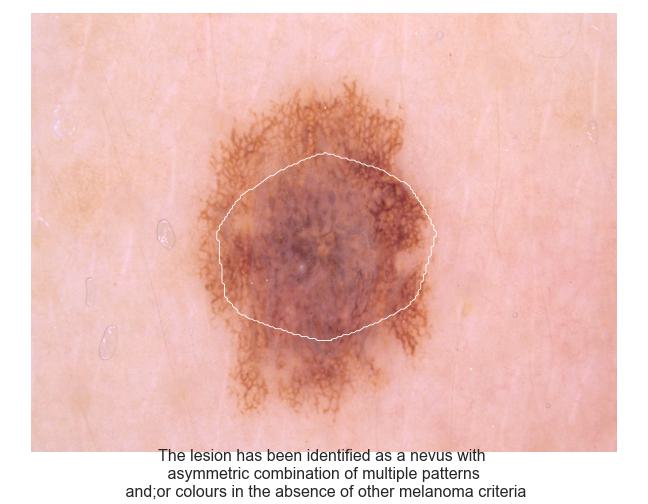 The lesion has been identified as a nevus with
asymmetric combination of multiple patterns
and;or colours in the absence of other melanoma criteria